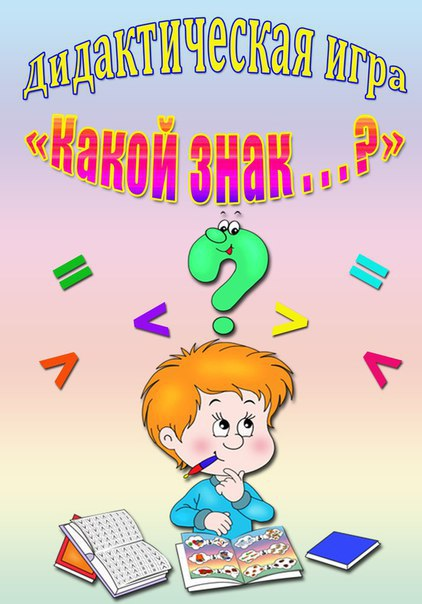 Дидактическая игра
«Какой знак...?»
?
= =
< >
> <